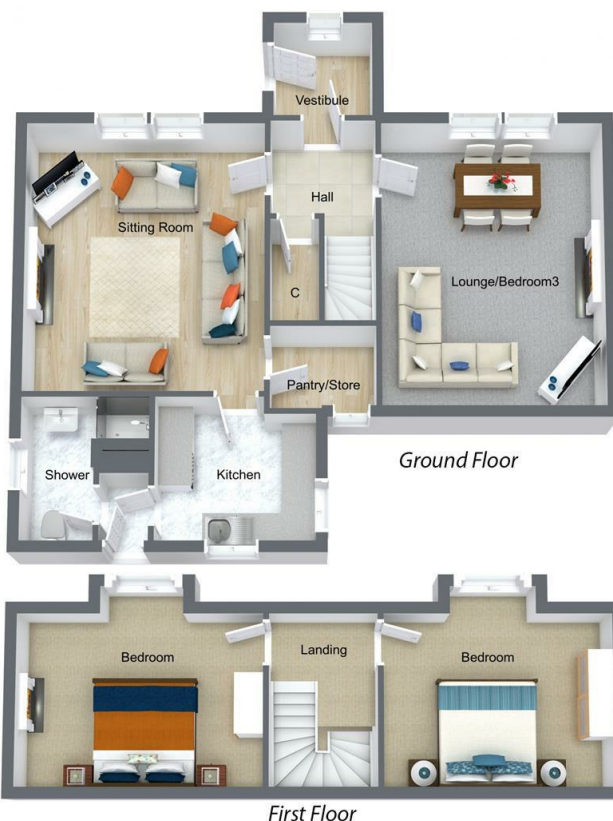 Vestibule
Hall
Sitting Room
Lounge/Bedroom3
C
Pantry/Store
Ground Floor
Shower
Kitchen
Bedroom
Landing
Bedroom
First Floor